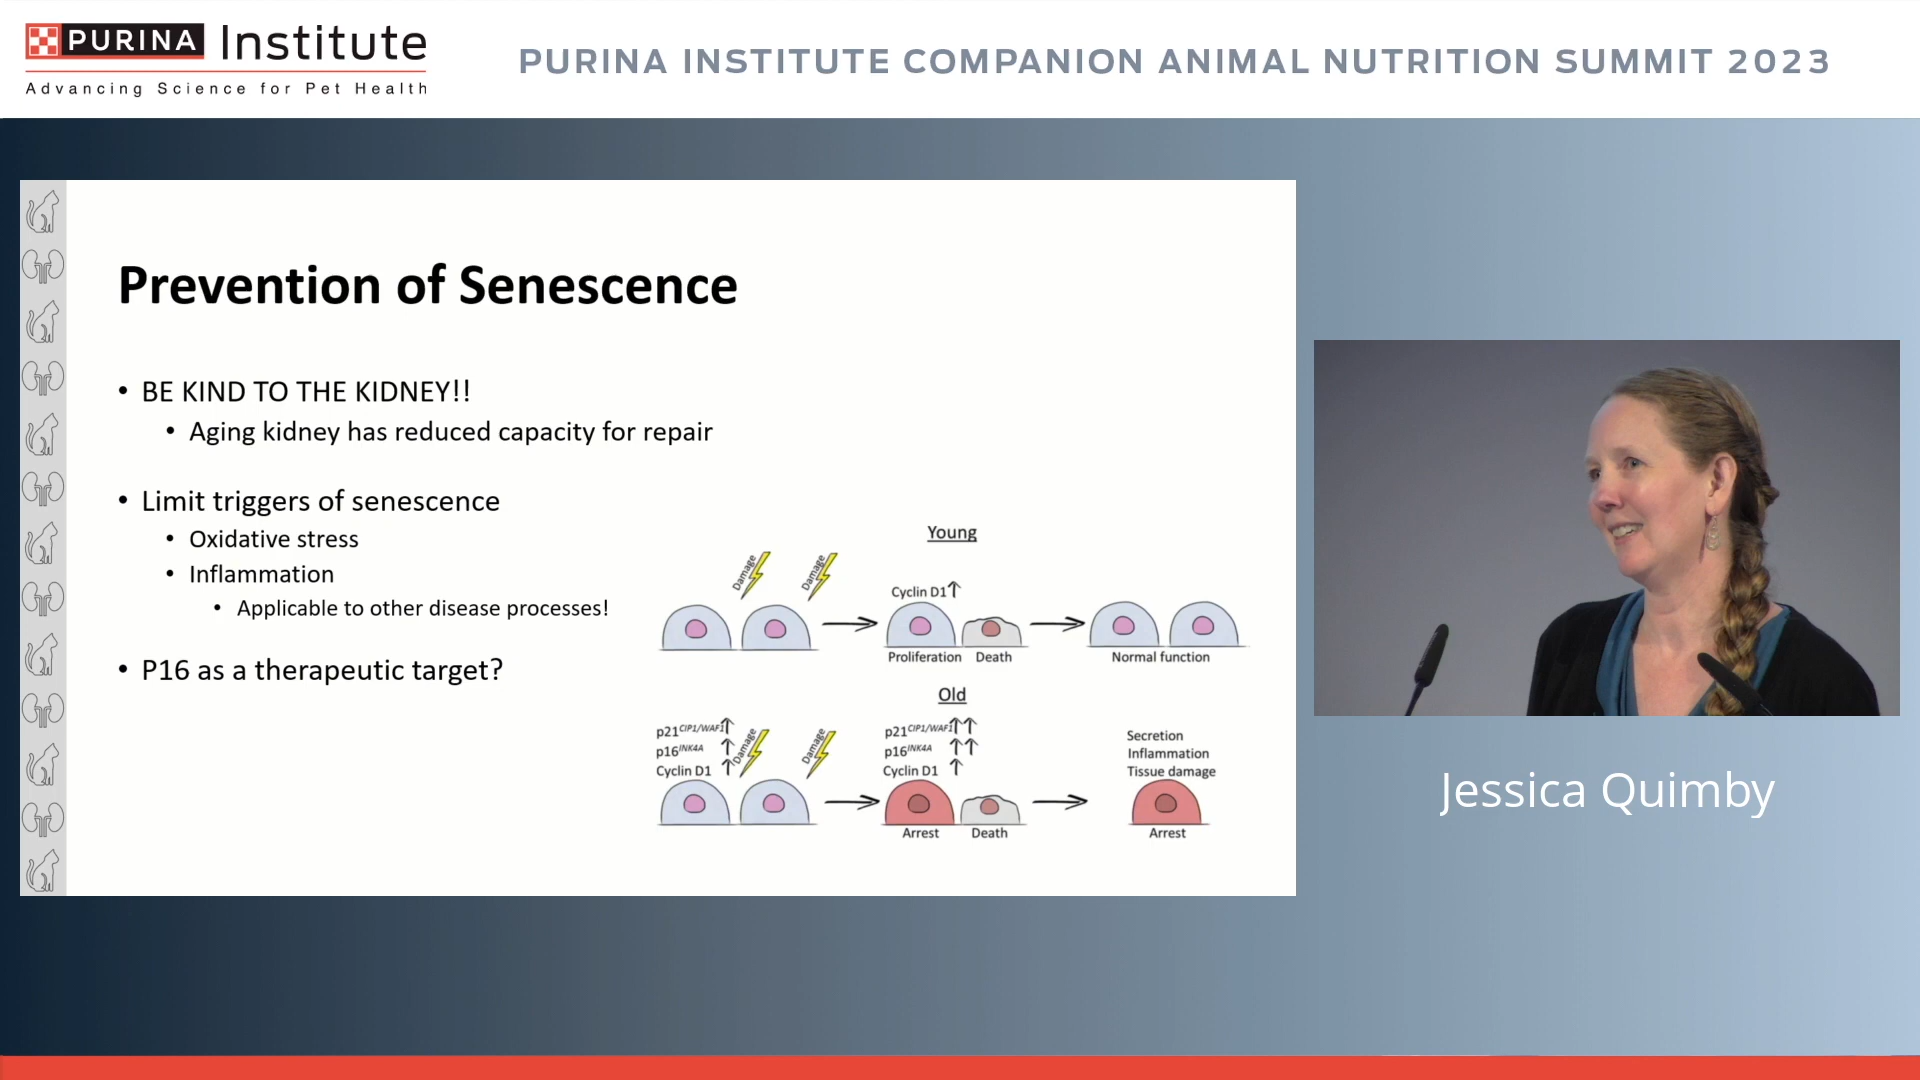 PURINA Institute
Advancing Science for Pet Health
PURINA INSTITUTE COMPANION ANIMAL NUTRITION SUMMIT 2023
Prevention of Senescence
• BE KIND TO THE KIDNEY!!
• Aging kidney has reduced capacity for repair
• Limit triggers of senescence
• Oxidative stress
• Inflammation
• Applicable to other disease processes!
• P16 as a therapeutic target?
Young
Damage
Damage
Cyclin D1↑
Proliferation
Death
Normal function
Old
p21CIP1/WAF1↑
p16INK4A ↑
Cyclin D1 ↑
Damage
Damage
p21CIP1/WAF1↑↑
p16INK4A ↑↑
Cyclin D1 ↑
Arrest
Death
Secretion
Inflammation
Tissue damage
Arrest
Jessica Quimby